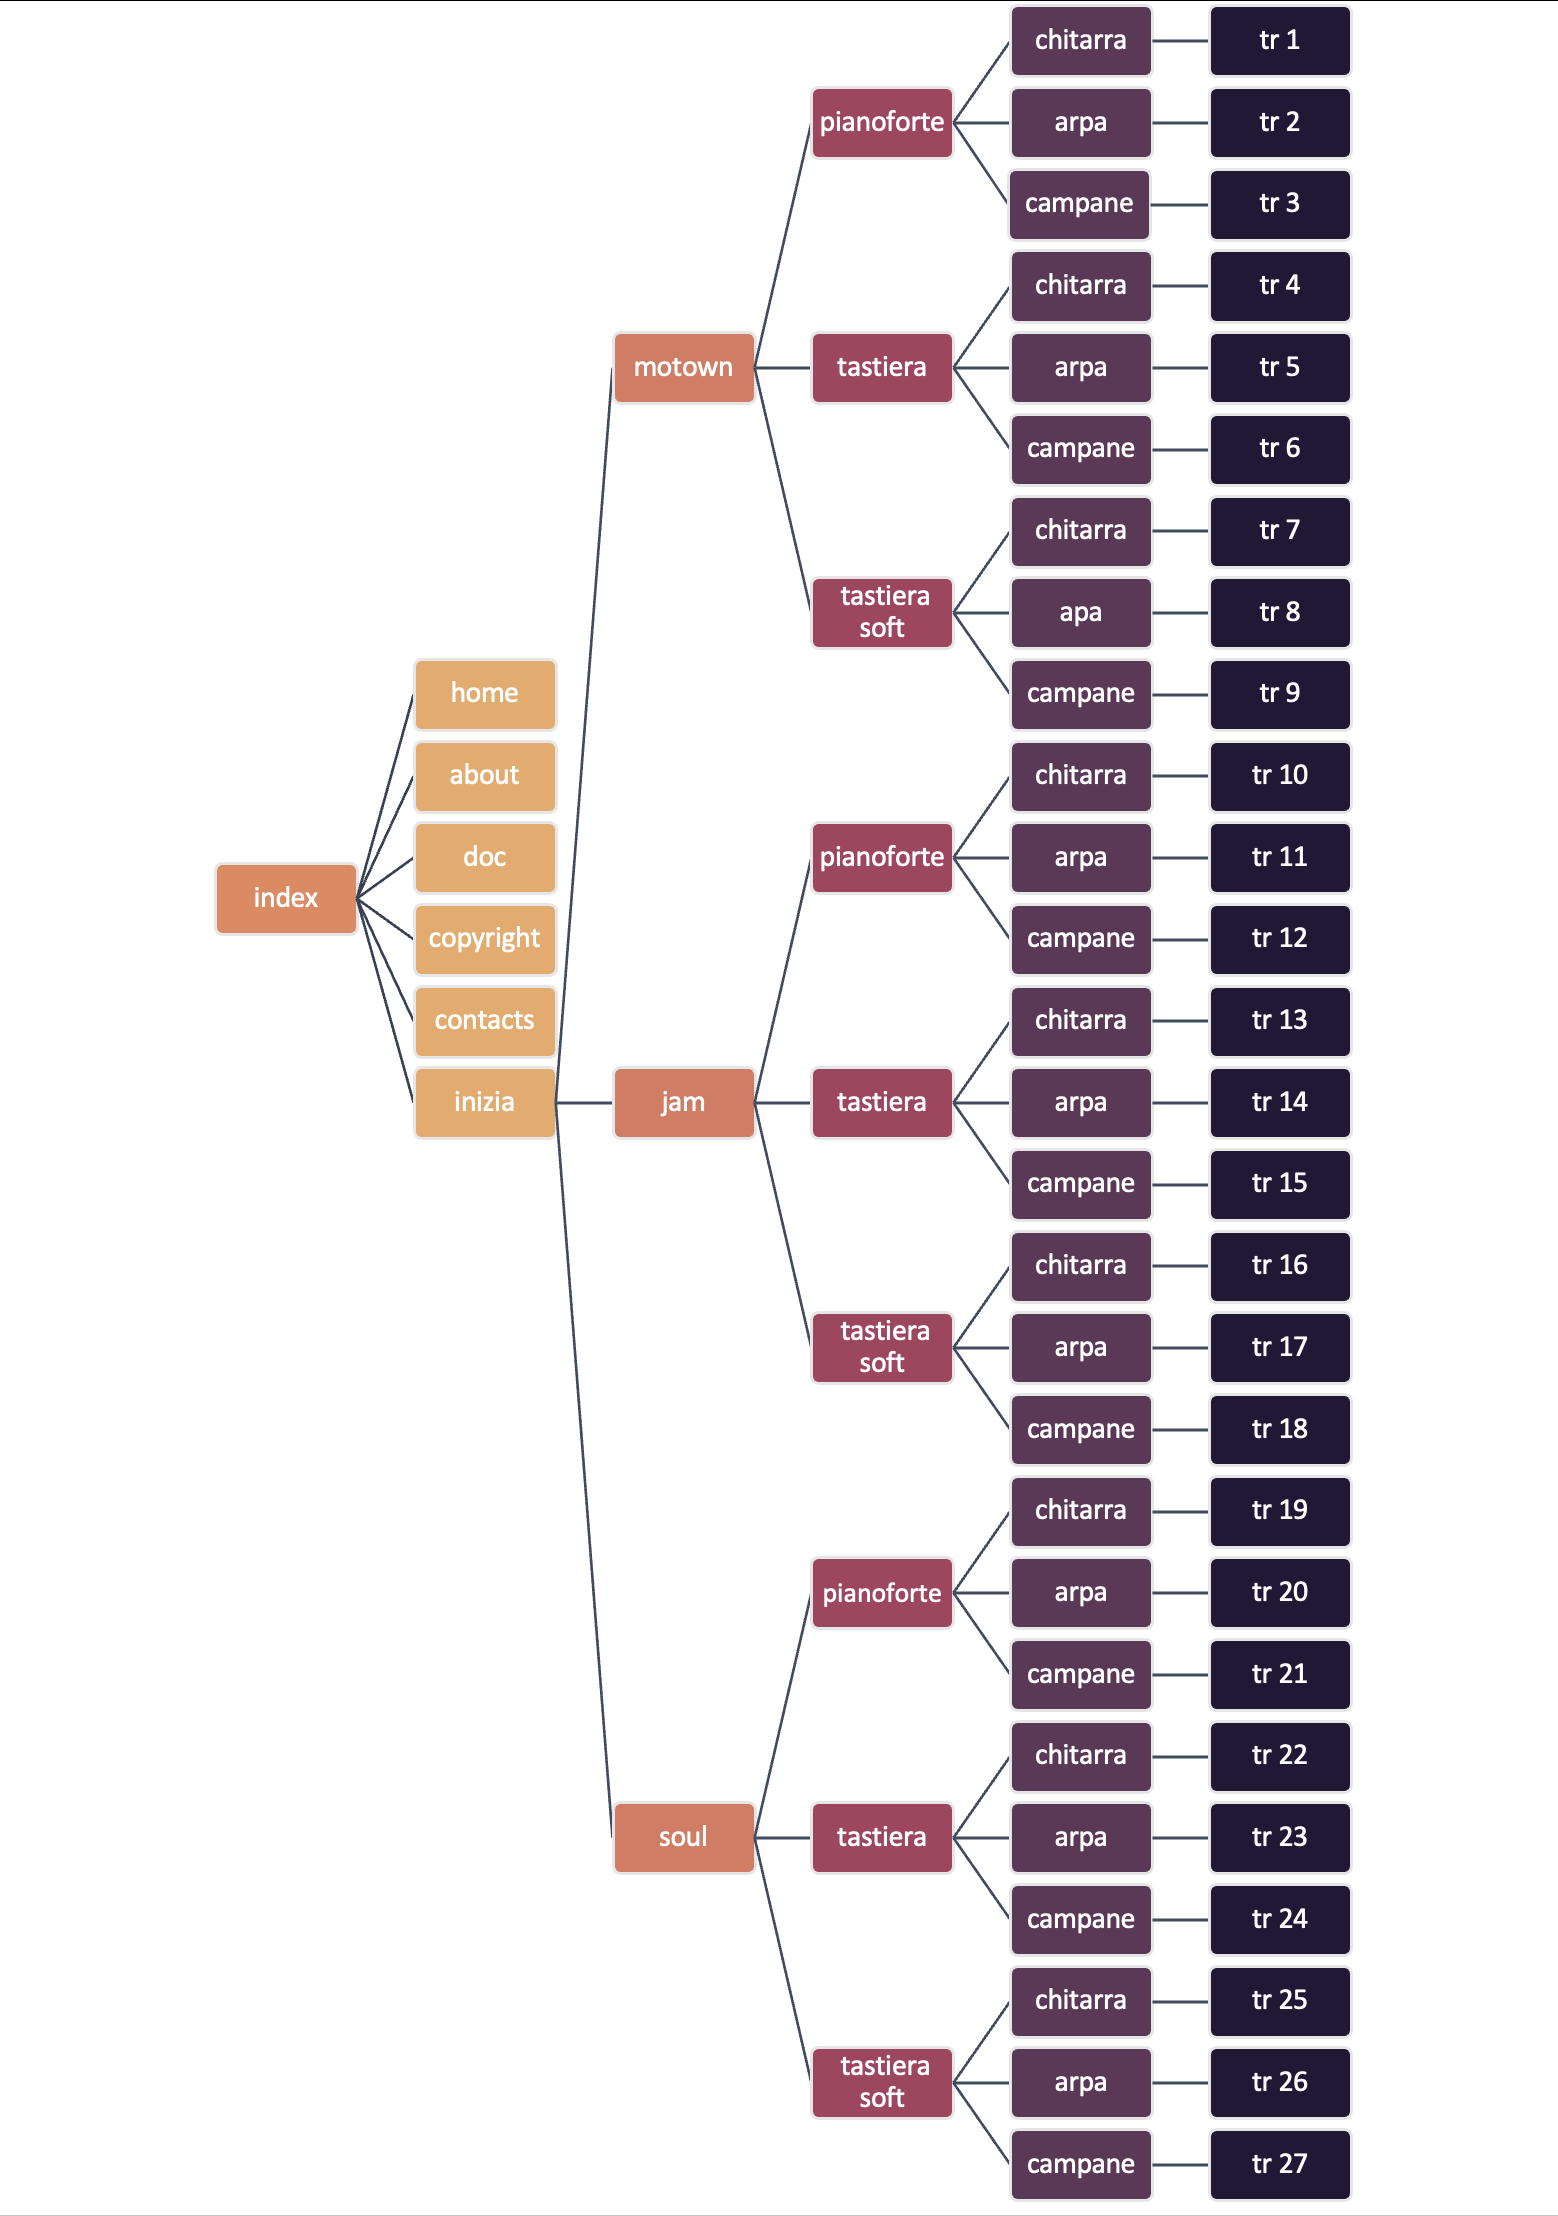 index
home
about
doc
copyright
contacts
inizia
motown
pianoforte
chitarra
tr 1
arpa
tr 2
campane
tr 3
tastiera
chitarra
tr 4
arpa
tr 5
campane
tr 6
tastiera
soft
chitarra
tr 7
apa
tr 8
campane
tr 9
jam
pianoforte
chitarra
tr 10
arpa
tr 11
campane
tr 12
tastiera
chitarra
tr 13
arpa
tr 14
campane
tr 15
tastiera
soft
chitarra
tr 16
arpa
tr 17
campane
tr 18
soul
pianoforte
chitarra
tr 19
arpa
tr 20
campane
tr 21
tastiera
chitarra
tr 22
arpa
tr 23
campane
tr 24
tastiera
soft
chitarra
tr 25
arpa
tr 26
campane
tr 27